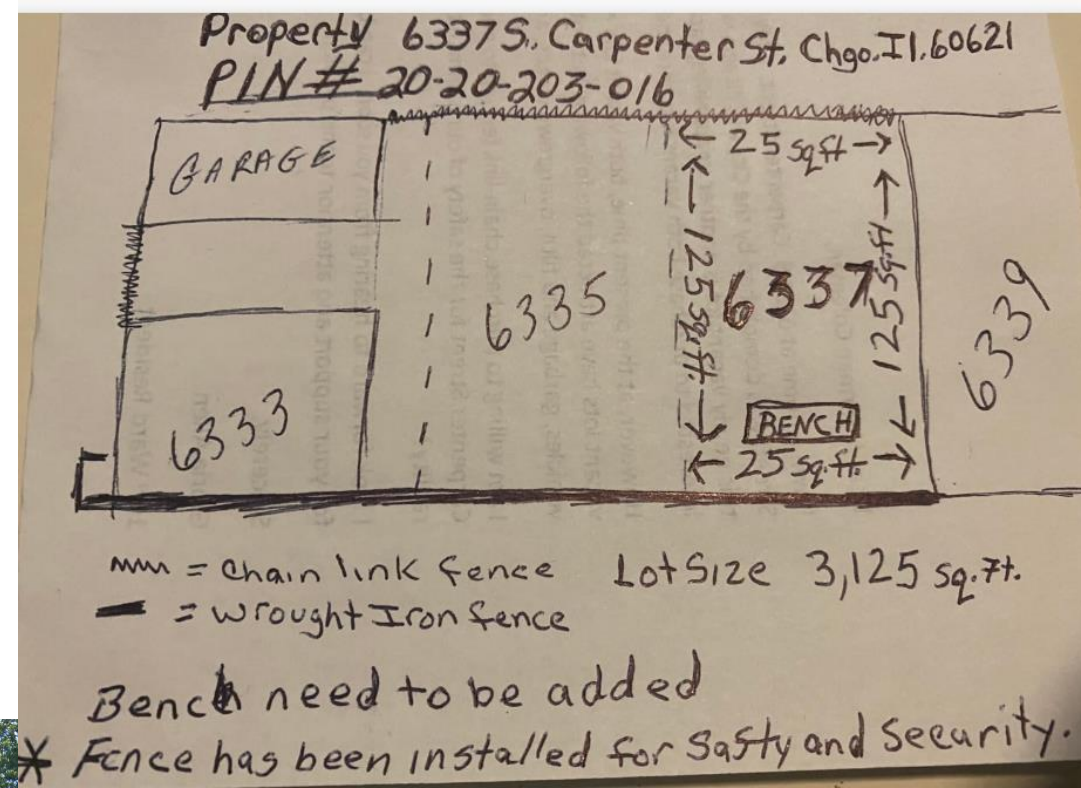 Property 6337 S. Carpenter St. Chgo. Il. 60621
PIN # 20-20-203-016
GARAGE
← 25 sq ft →
← 125 sq. ft. →
← 125 sq. ft. →
6335
6337
6339
6333
BENCH
← 25 sq. ft. →
= Chain link fence
Lot Size 3,125 sq. Ft.
= Wrought Iron fence
Bench need to be added
* Fence has been installed for Safty and Security.